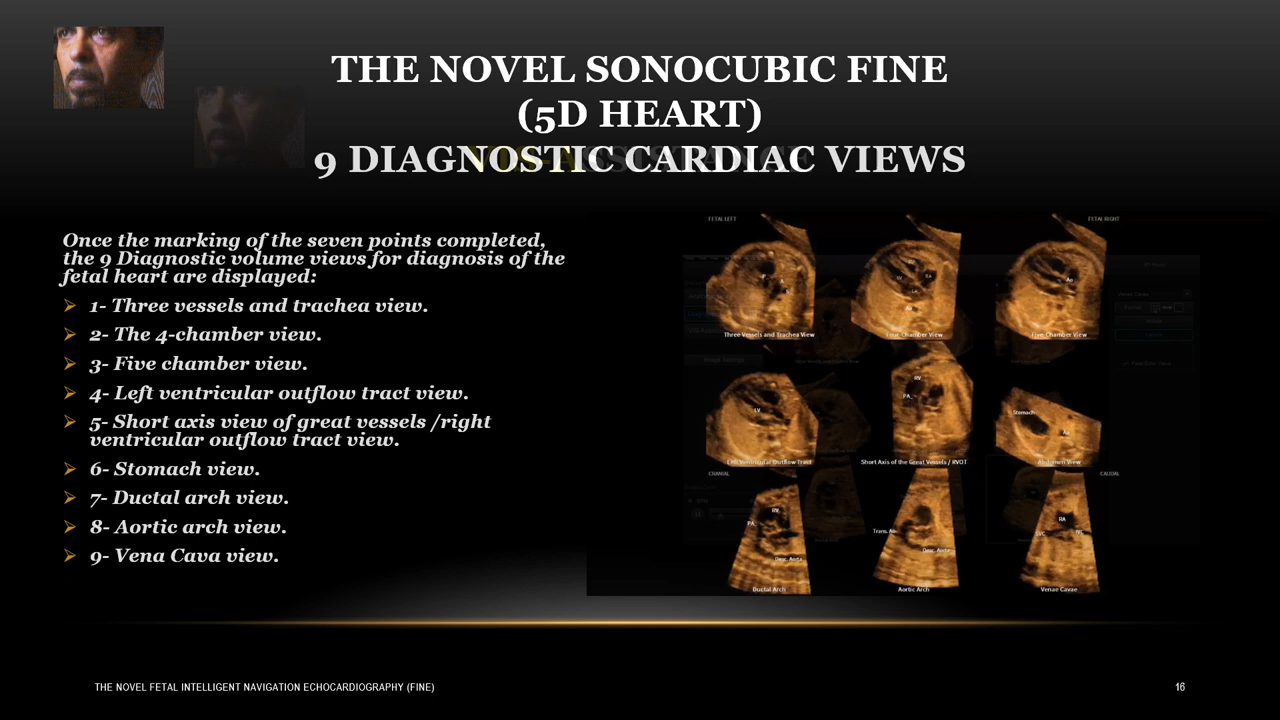 THE NOVEL SONOCUBIC FINE
(5D HEART)
9 DIAGNOSTIC CARDIAC VIEWS
Once the marking of the seven points completed,
the 9 Diagnostic volume views for diagnosis of the
fetal heart are displayed:
1- Three vessels and trachea view.
2- The 4-chamber view.
3- Five chamber view.
4- Left ventricular outflow tract view.
5- Short axis view of great vessels /right
ventricular outflow tract view.
6- Stomach view.
7- Ductal arch view.
8- Aortic arch view.
9- Vena Cava view.
FETAL LEFT
FETAL RIGHT
LV
RA
LA
Ao
Three Vessels and Trachea View
Four-Chamber View
Five-Chamber View
LV
RV
PA
Stomach
Ao
Left Ventricular Outflow Tract
Short Axis of the Great Vessels / RVOT
Abdomen View
CRANIAL
CAUDAL
PA
RV
Desc. Aorta
Trans. Ao
Desc. Aorta
RA
SVC
IVC
Ductal Arch
Aortic Arch
Venae Cavae
THE NOVEL FETAL INTELLIGENT NAVIGATION ECHOCARDIOGRAPHY (FINE)
16